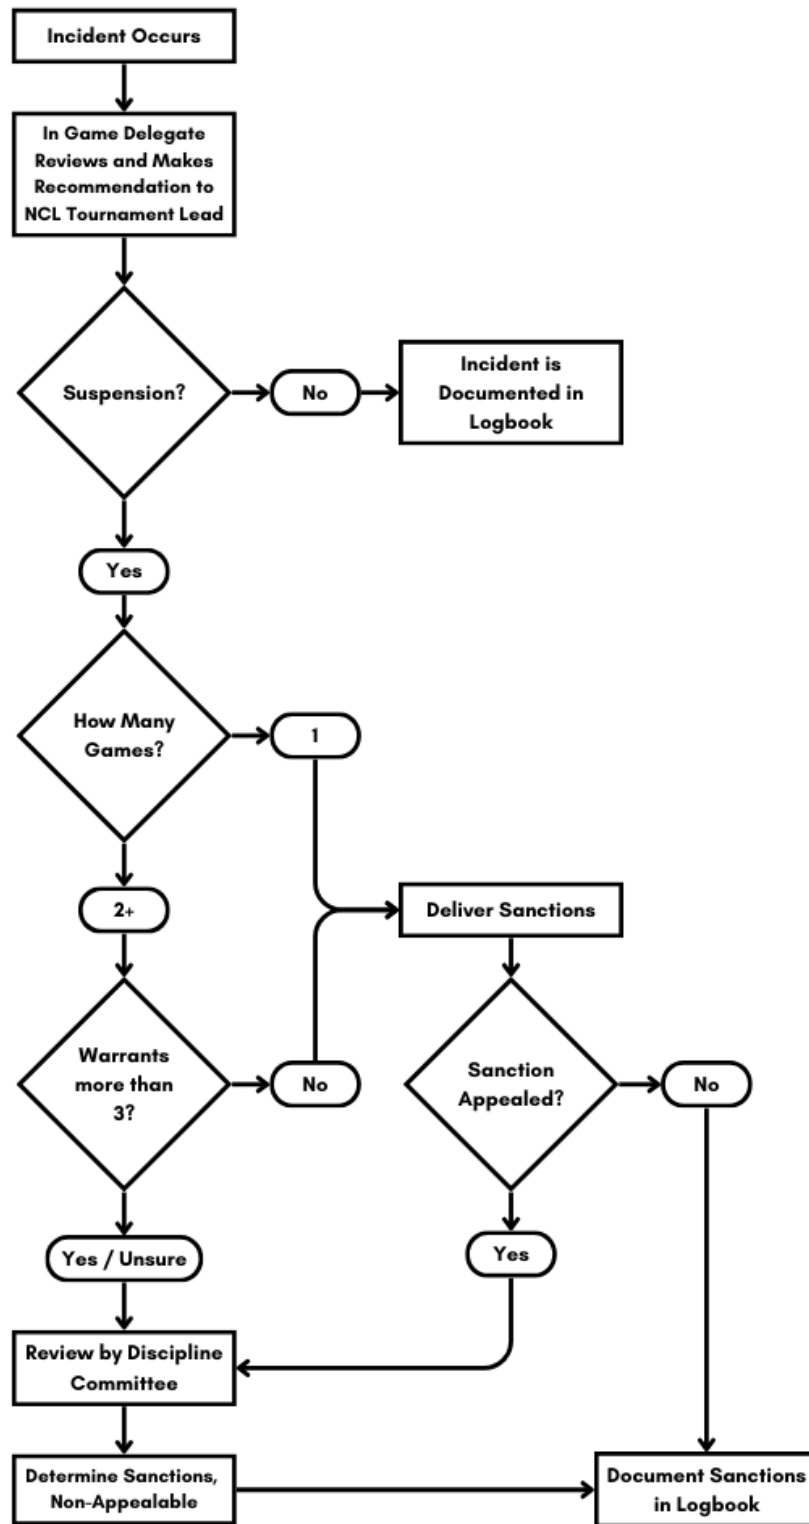 Incident Occurs
In Game Delegate
Reviews and Makes
Recommendation to
NCL Tournament Lead
Suspension?
No
Incident is
Documented in
Logbook
Yes
How Many
Games?
1
2+
Deliver Sanctions
Warrants
more than
3?
No
Sanction
Appealed?
No
Yes / Unsure
Yes
Review by Discipline
Committee
Determine Sanctions,
Non-Appealable
Document Sanctions
in Logbook